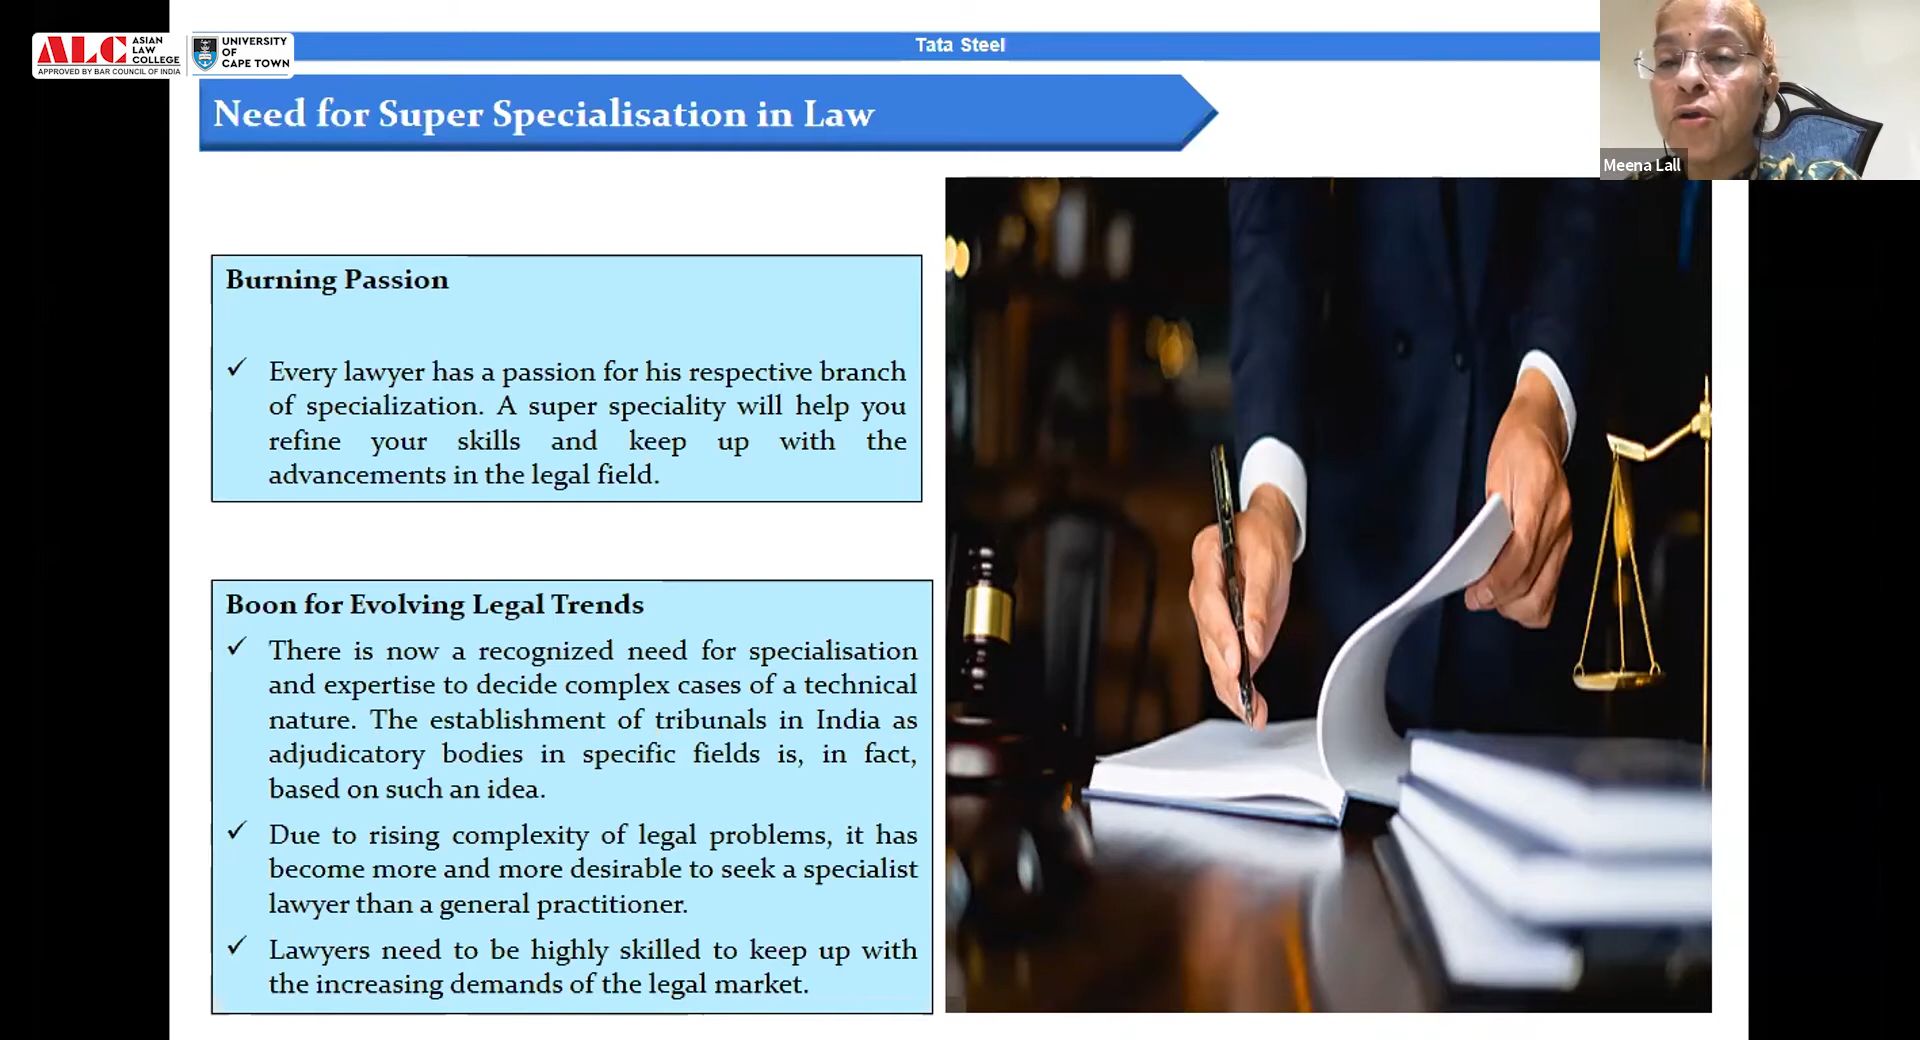 ALC
ASIAN
LAW
COLLEGE
APPROVED BY BAR COUNCIL OF INDIA
UNIVERSITY
OF
CAPE TOWN
Tata Steel
Need for Super Specialisation in Law
Meena Lall
Burning Passion
✓ Every lawyer has a passion for his respective branch
of specialization. A super speciality will help you
refine your skills and keep up with the
advancements in the legal field.
Boon for Evolving Legal Trends
✓ There is now a recognized need for specialisation
and expertise to decide complex cases of a technical
nature. The establishment of tribunals in India as
adjudicatory bodies in specific fields is, in fact,
based on such an idea.
✓ Due to rising complexity of legal problems, it has
become more and more desirable to seek a specialist
lawyer than a general practitioner.
✓ Lawyers need to be highly skilled to keep up with
the increasing demands of the legal market.